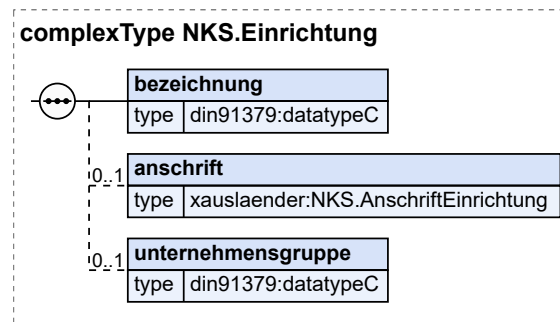 complexType NKS.Einrichtung
bezeichnung
type din91379:datatypeC
0..1 anschrift
type xauslaender:NKS.AnschriftEinrichtung
0..1 unternehmensgruppe
type din91379:datatypeC